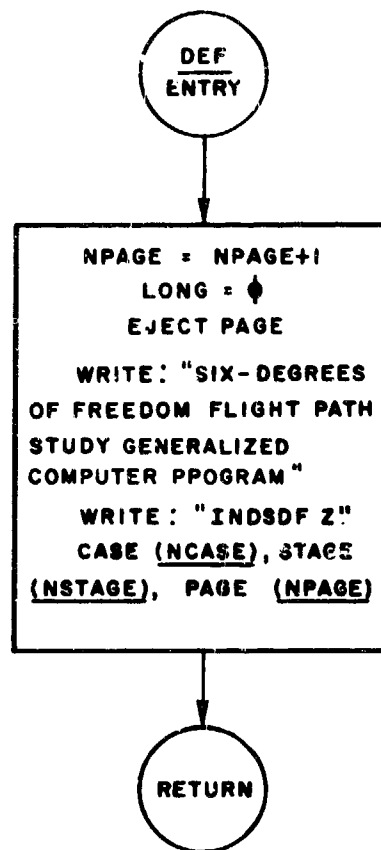 DEF
ENTRY
NPAGE = NPAGE+1
LONG = ϕ
EJECT PAGE
WRITE: "SIX-DEGREES
OF FREEDOM FLIGHT PATH
STUDY GENERALIZED
COMPUTER PPOGRAM"
WRITE: "INDSDF Z"
CASE (NCASE), STAGE
(NSTAGE), PAGE (NPAGE)
RETURN